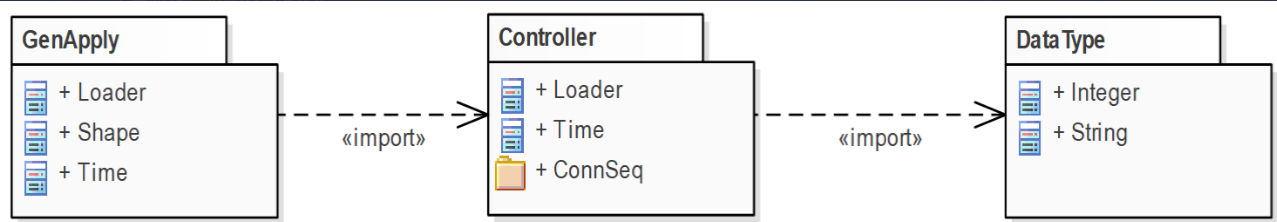 GenApply
+ Loader
+ Shape
+ Time
«import»
Controller
+ Loader
+ Time
+ ConnSeq
«import»
DataType
+ Integer
+ String